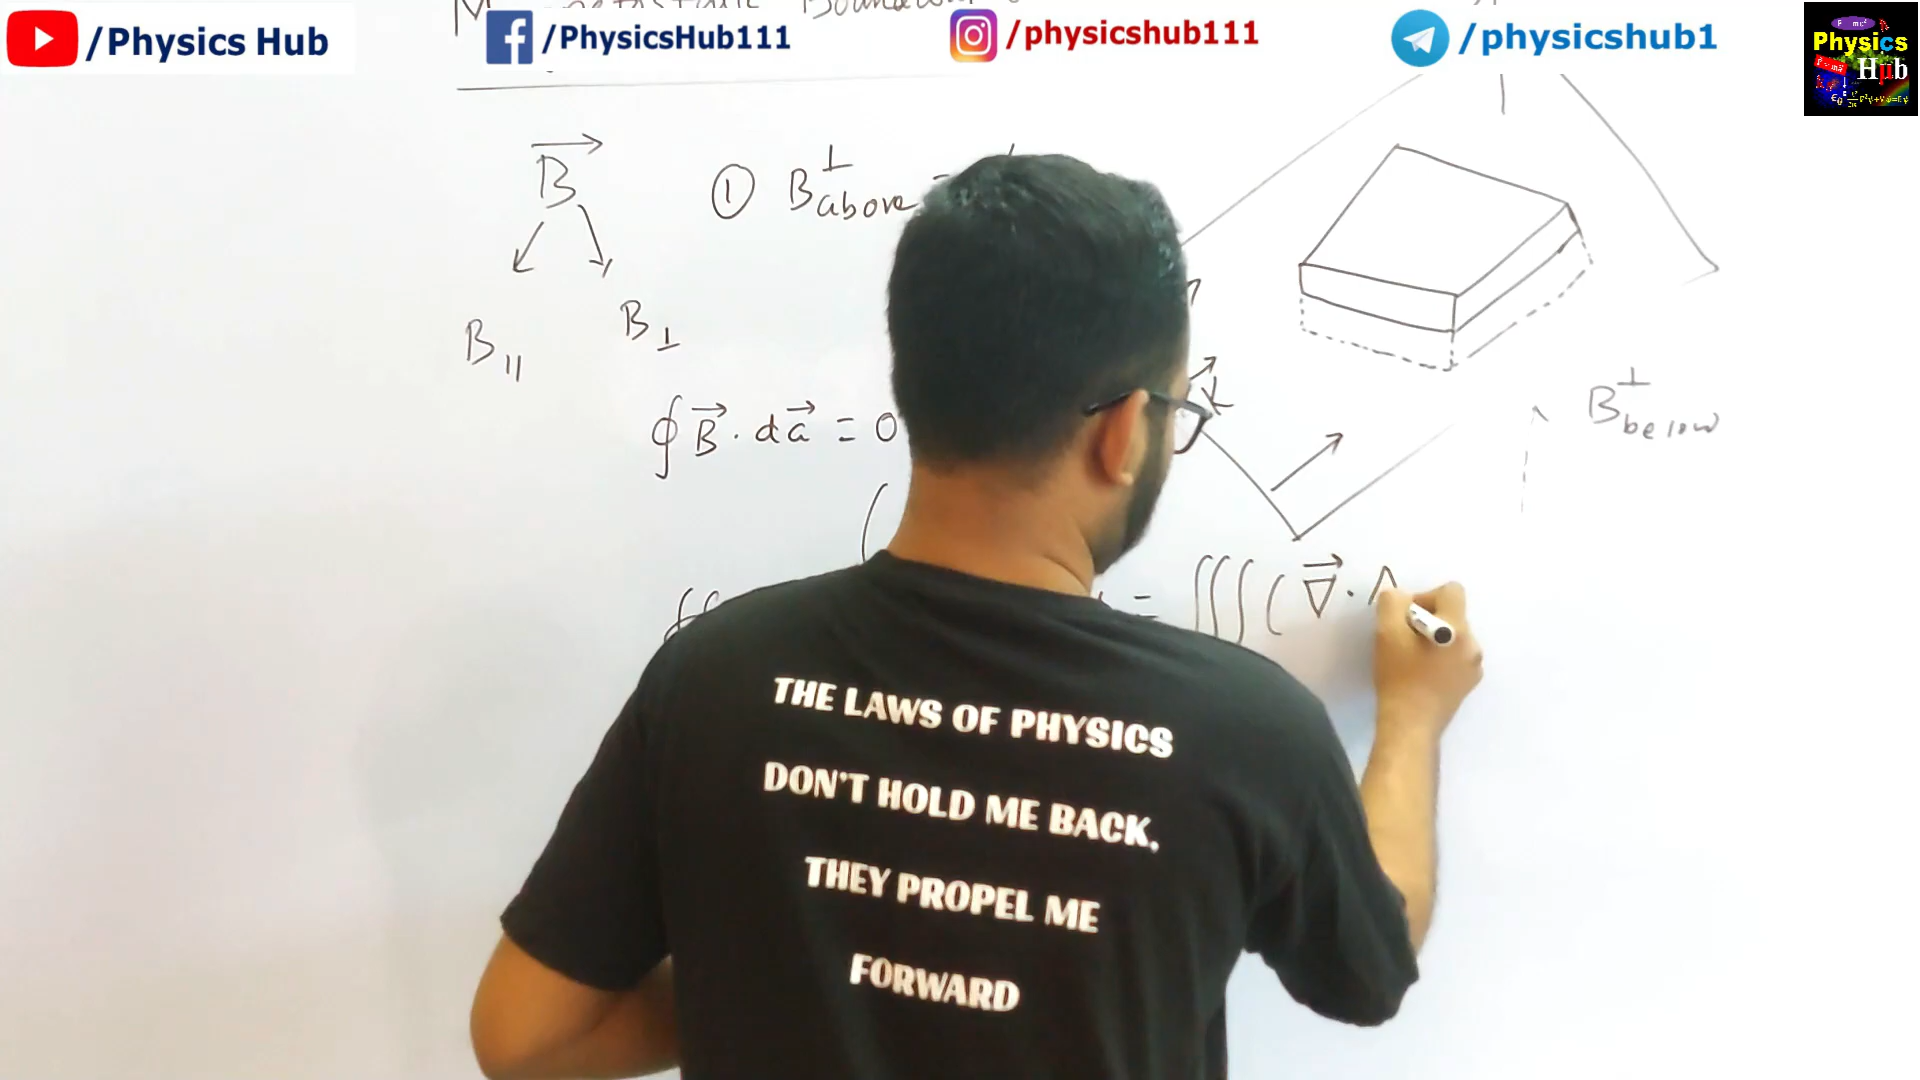 /Physics Hub
/PhysicsHub111
/physicshub111
/physicshub1
Physics
Hub
B⃗
① B⊥above =
B∥
B⊥
∮ B⃗ · da⃗ = 0
K⃗
B⊥below
= ∭ ( ∇⃗ · A
THE LAWS OF PHYSICS
DON'T HOLD ME BACK,
THEY PROPEL ME
FORWARD